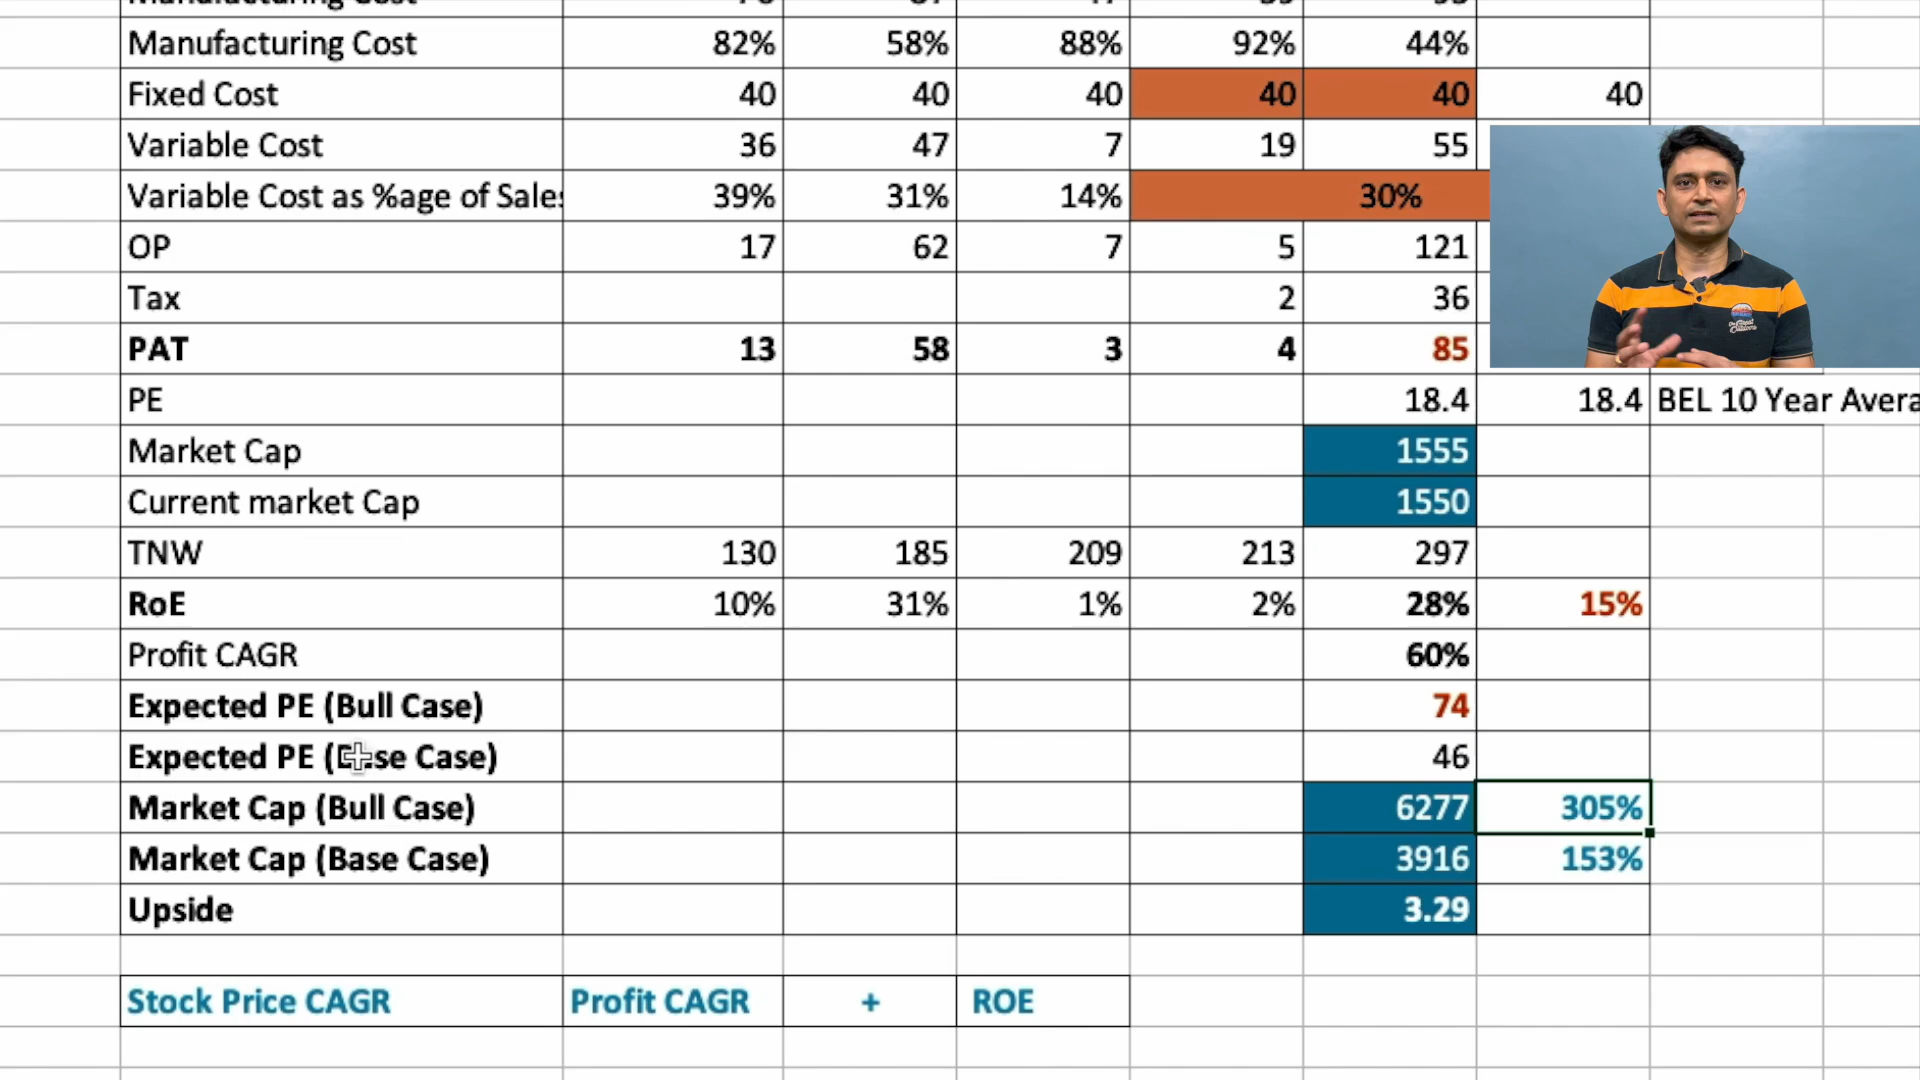 Manufacturing Cost
Manufacturing Cost 82% 58% 88% 92% 44%
Fixed Cost 40 40 40 40 40 40
Variable Cost 36 47 7 19 55
Variable Cost as %age of Sales 39% 31% 14% 30%
OP 17 62 7 5 121
Tax 2 36
PAT 13 58 3 4 85
PE 18.4 18.4 BEL 10 Year Avera
Market Cap 1555
Current market Cap 1550
TNW 130 185 209 213 297
RoE 10% 31% 1% 2% 28% 15%
Profit CAGR 60%
Expected PE (Bull Case) 74
Expected PE (Base Case) 46
Market Cap (Bull Case) 6277 305%
Market Cap (Base Case) 3916 153%
Upside 3.29
Stock Price CAGR Profit CAGR + ROE